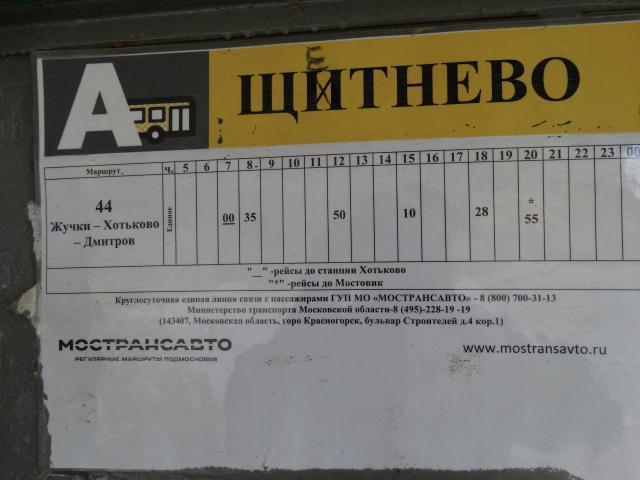 А
ЩИТНЕВО
Е
Маршрут, ч. 5 6 7 8 9 10 11 12 13 14 15 16 17 18 19 20 21 22 23 00
44
Жучки – Хотьково
– Дмитров
Единое
00 35 50 10 28 * 55
"__" -рейсы до станции Хотьково
"*" -рейсы до Мостовик
Круглосуточная единая линия связи с пассажирами ГУП МО «МОСТРАНСАВТО» - 8 (800) 700-31-13
Министерство транспорта Московской области-8 (495)-228-19 -19
(143407, Московская область, горо Красногорск, бульвар Строителей д.4 кор.1)
МОСТРАНСАВТО
РЕГУЛЯРНЫЕ МАРШРУТЫ ПОДМОСКОВЬЯ
www.mostransavto.ru